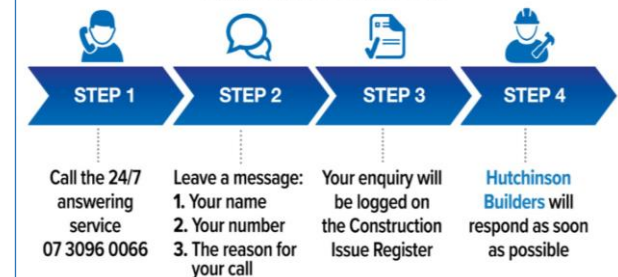 STEP 1
STEP 2
STEP 3
STEP 4
Call the 24/7
answering
service
07 3096 0066
Leave a message:
1. Your name
2. Your number
3. The reason for
your call
Your enquiry will
be logged on
the Construction
Issue Register
Hutchinson
Builders will
respond as soon
as possible